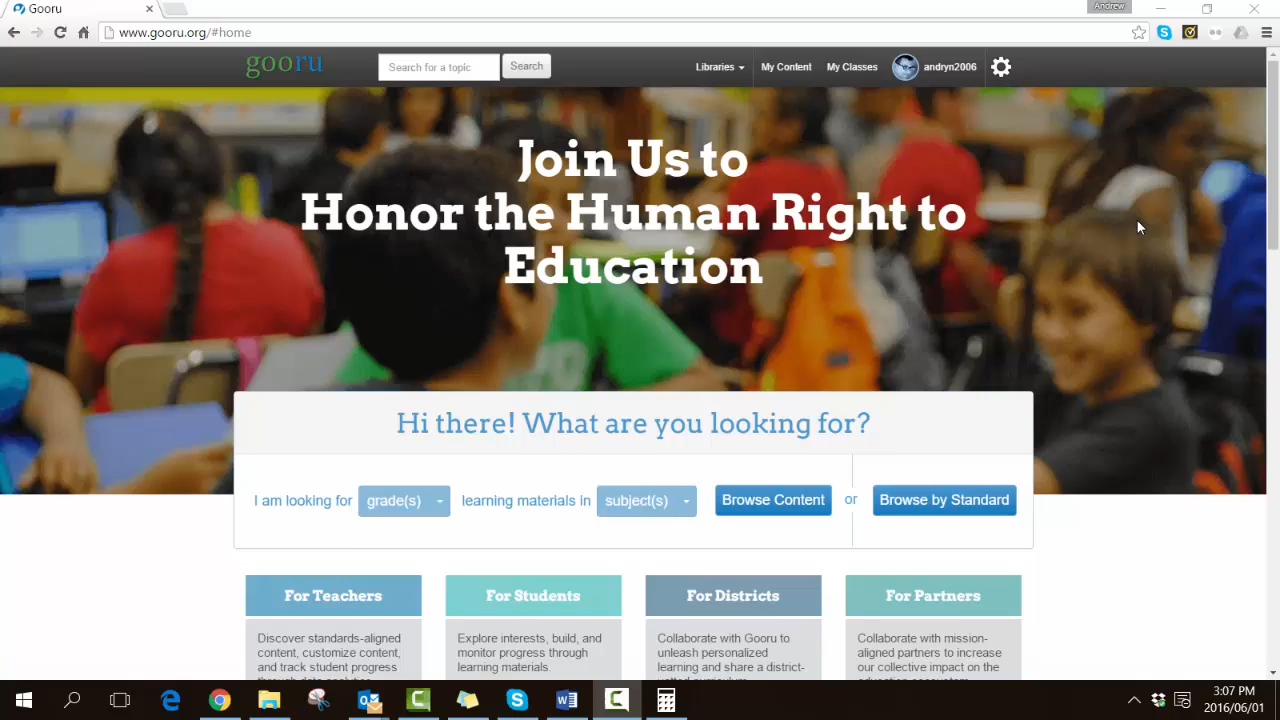 Gooru
Andrew
www.gooru.org/#home
gooru
Search for a topic
Search
Libraries
My Content
My Classes
andryn2006
Join Us to
Honor the Human Right to
Education
Hi there! What are you looking for?
I am looking for grade(s) learning materials in subject(s) Browse Content or Browse by Standard
For Teachers
Discover standards-aligned
content, customize content,
and track student progress
through data analytics
For Students
Explore interests, build, and
monitor progress through
learning materials.
For Districts
Collaborate with Gooru to
unleash personalized
learning and share a district-
For Partners
Collaborate with mission-
aligned partners to increase
our collective impact on the
education ecosystem
3:07 PM
2016/06/01